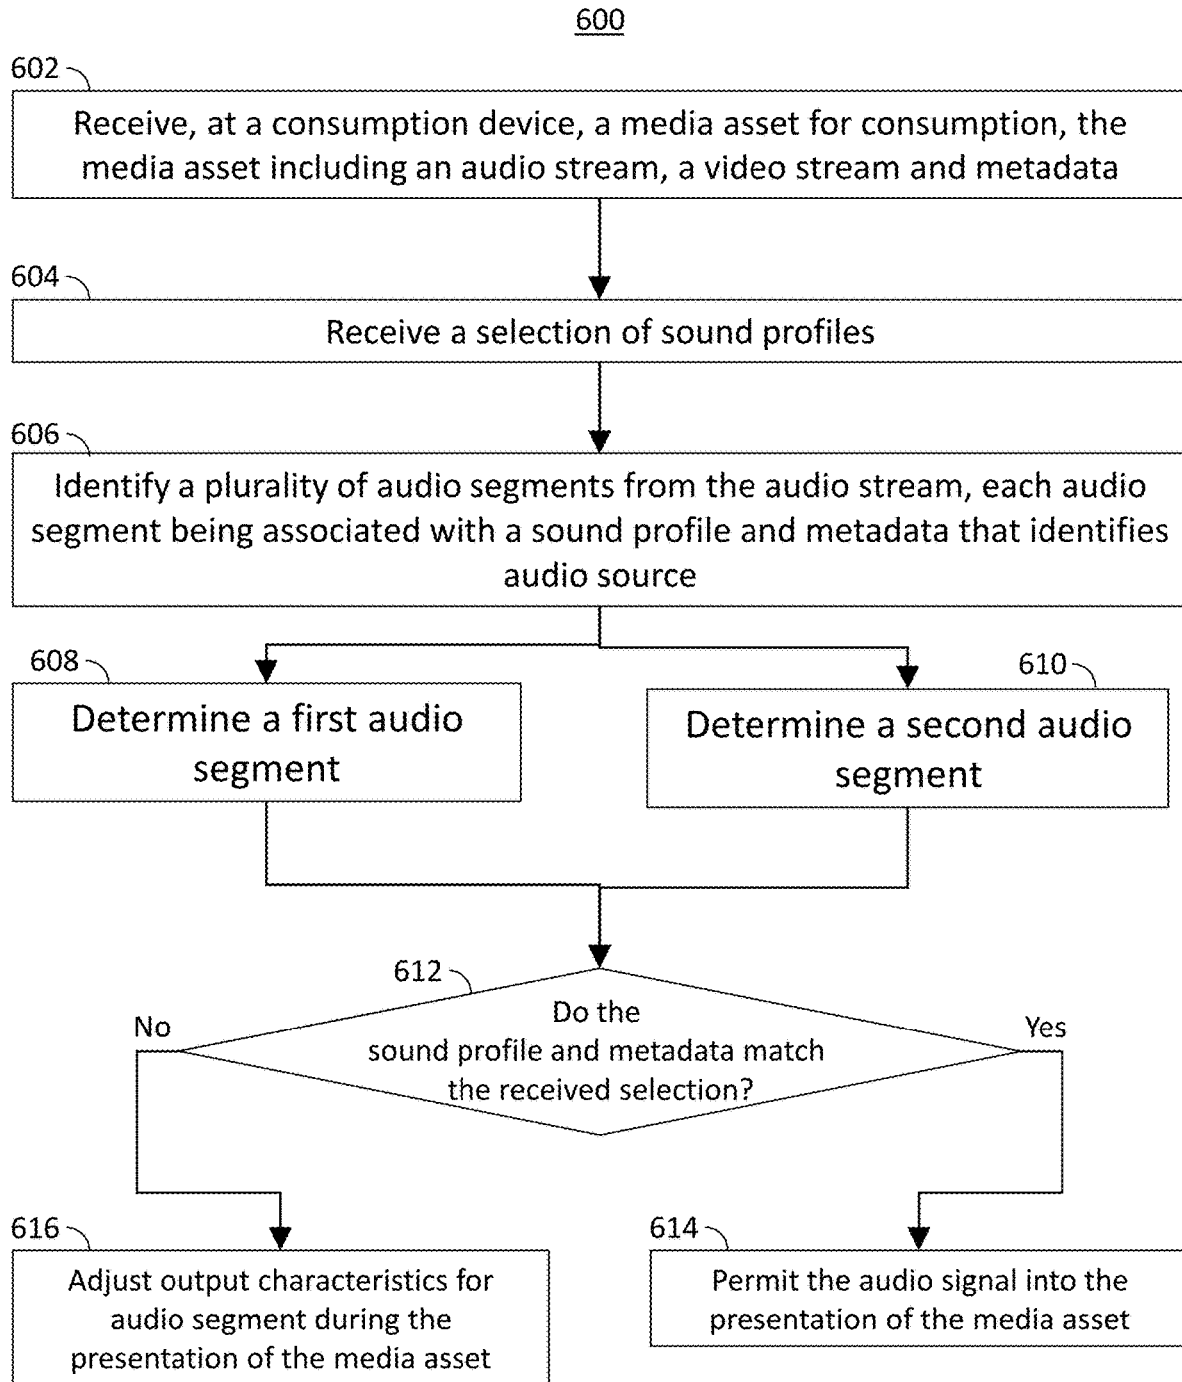 600
602
Receive, at a consumption device, a media asset for consumption, the
media asset including an audio stream, a video stream and metadata
604
Receive a selection of sound profiles
606
Identify a plurality of audio segments from the audio stream, each audio
segment being associated with a sound profile and metadata that identifies
audio source
608
Determine a first audio
segment
610
Determine a second audio
segment
612
Do the
sound profile and metadata match
the received selection?
No
Yes
616
Adjust output characteristics for
audio segment during the
presentation of the media asset
614
Permit the audio signal into the
presentation of the media asset